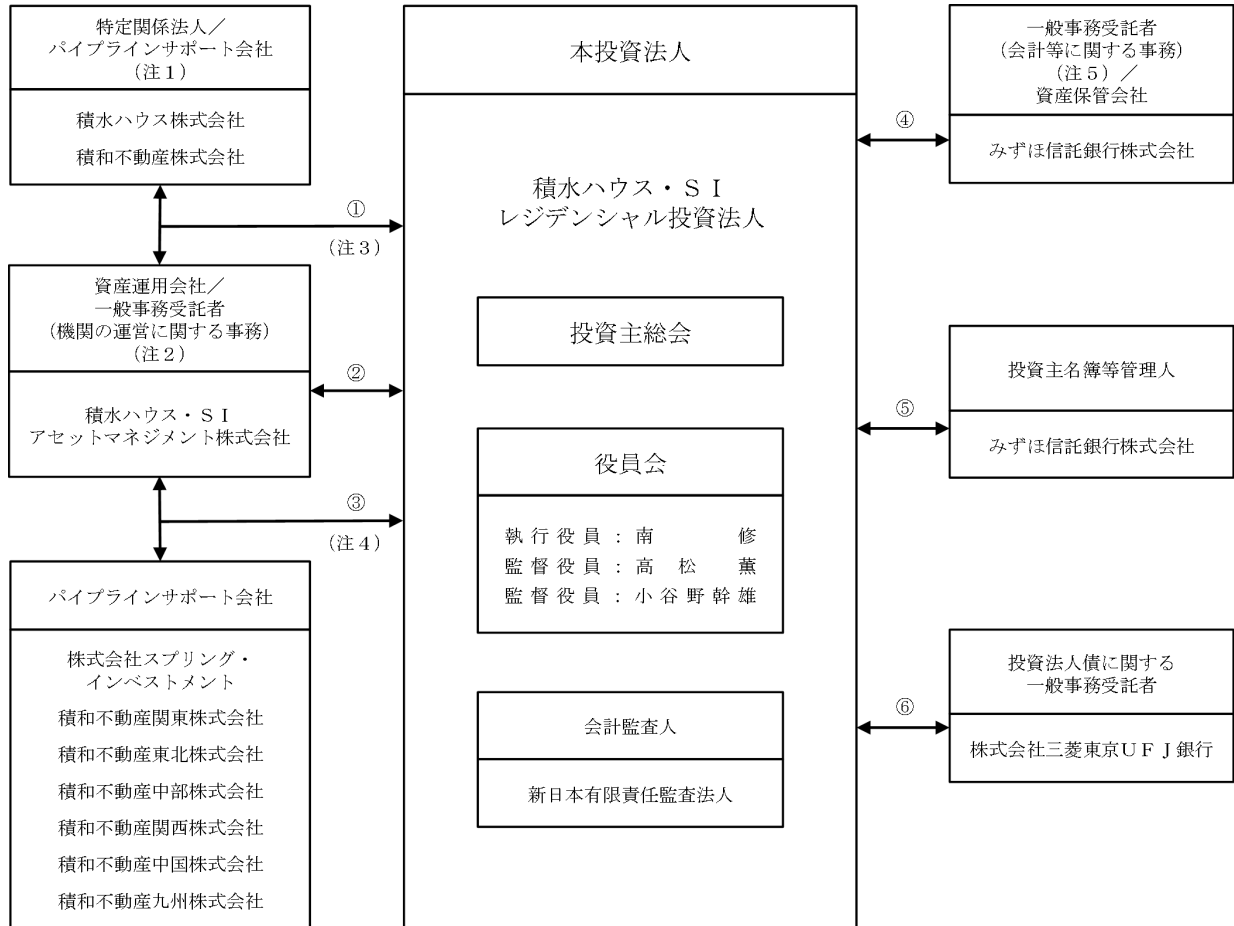 特定関係法人／
パイプラインサポート会社
（注１）
積水ハウス株式会社
積和不動産株式会社
①
（注３）
資産運用会社／
一般事務受託者
（機関の運営に関する事務）
（注２）
積水ハウス・ＳＩ
アセットマネジメント株式会社
②
③
（注４）
パイプラインサポート会社
株式会社スプリング・
インベストメント
積和不動産関東株式会社
積和不動産東北株式会社
積和不動産中部株式会社
積和不動産関西株式会社
積和不動産中国株式会社
積和不動産九州株式会社
本投資法人
積水ハウス・ＳＩ
レジデンシャル投資法人
投資主総会
役員会
執行役員：南　　修
監督役員：高松　薫
監督役員：小谷野幹雄
会計監査人
新日本有限責任監査法人
④
一般事務受託者
（会計等に関する事務）
（注５）／
資産保管会社
みずほ信託銀行株式会社
⑤
投資主名簿等管理人
みずほ信託銀行株式会社
⑥
投資法人債に関する
一般事務受託者
株式会社三菱東京ＵＦＪ銀行